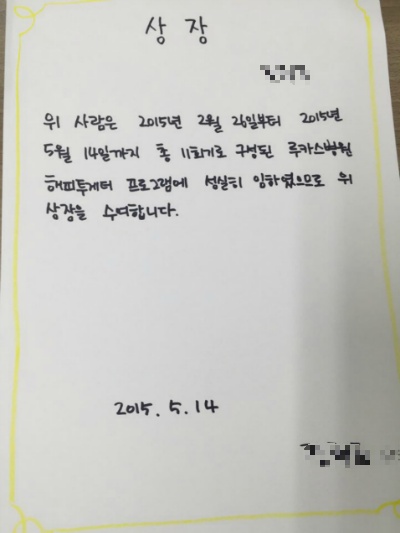 상 장
위 사람은 2015년 2월 26일부터 2015년
5월 14일까지 총 11회기로 구성된 루카스병원
해피투게더 프로그램에 성실히 임하였으므로 위
상장을 수여합니다.
2015. 5. 14